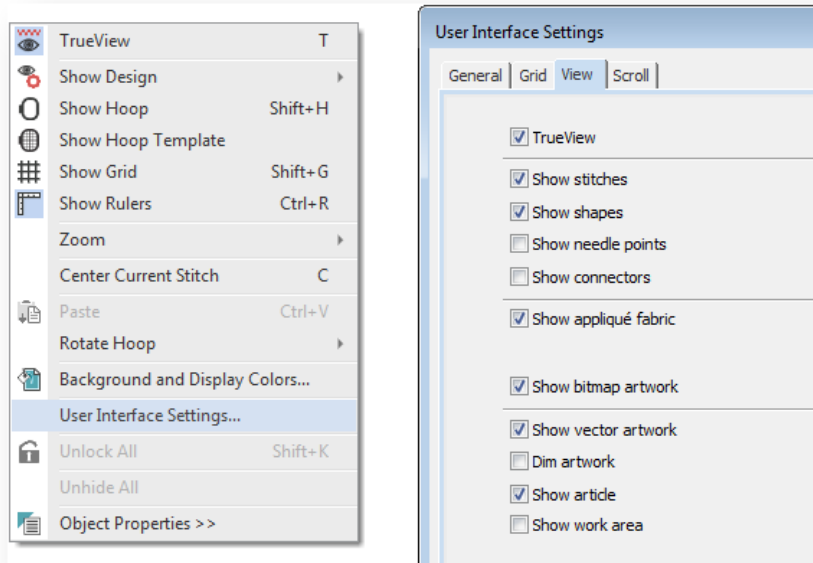 TrueView T
Show Design
Show Hoop Shift+H
Show Hoop Template
Show Grid Shift+G
Show Rulers Ctrl+R
Zoom
Center Current Stitch C
Paste Ctrl+V
Rotate Hoop
Background and Display Colors...
User Interface Settings...
Unlock All Shift+K
Unhide All
Object Properties >>
User Interface Settings
General Grid View Scroll
TrueView
Show stitches
Show shapes
Show needle points
Show connectors
Show appliqué fabric
Show bitmap artwork
Show vector artwork
Dim artwork
Show article
Show work area